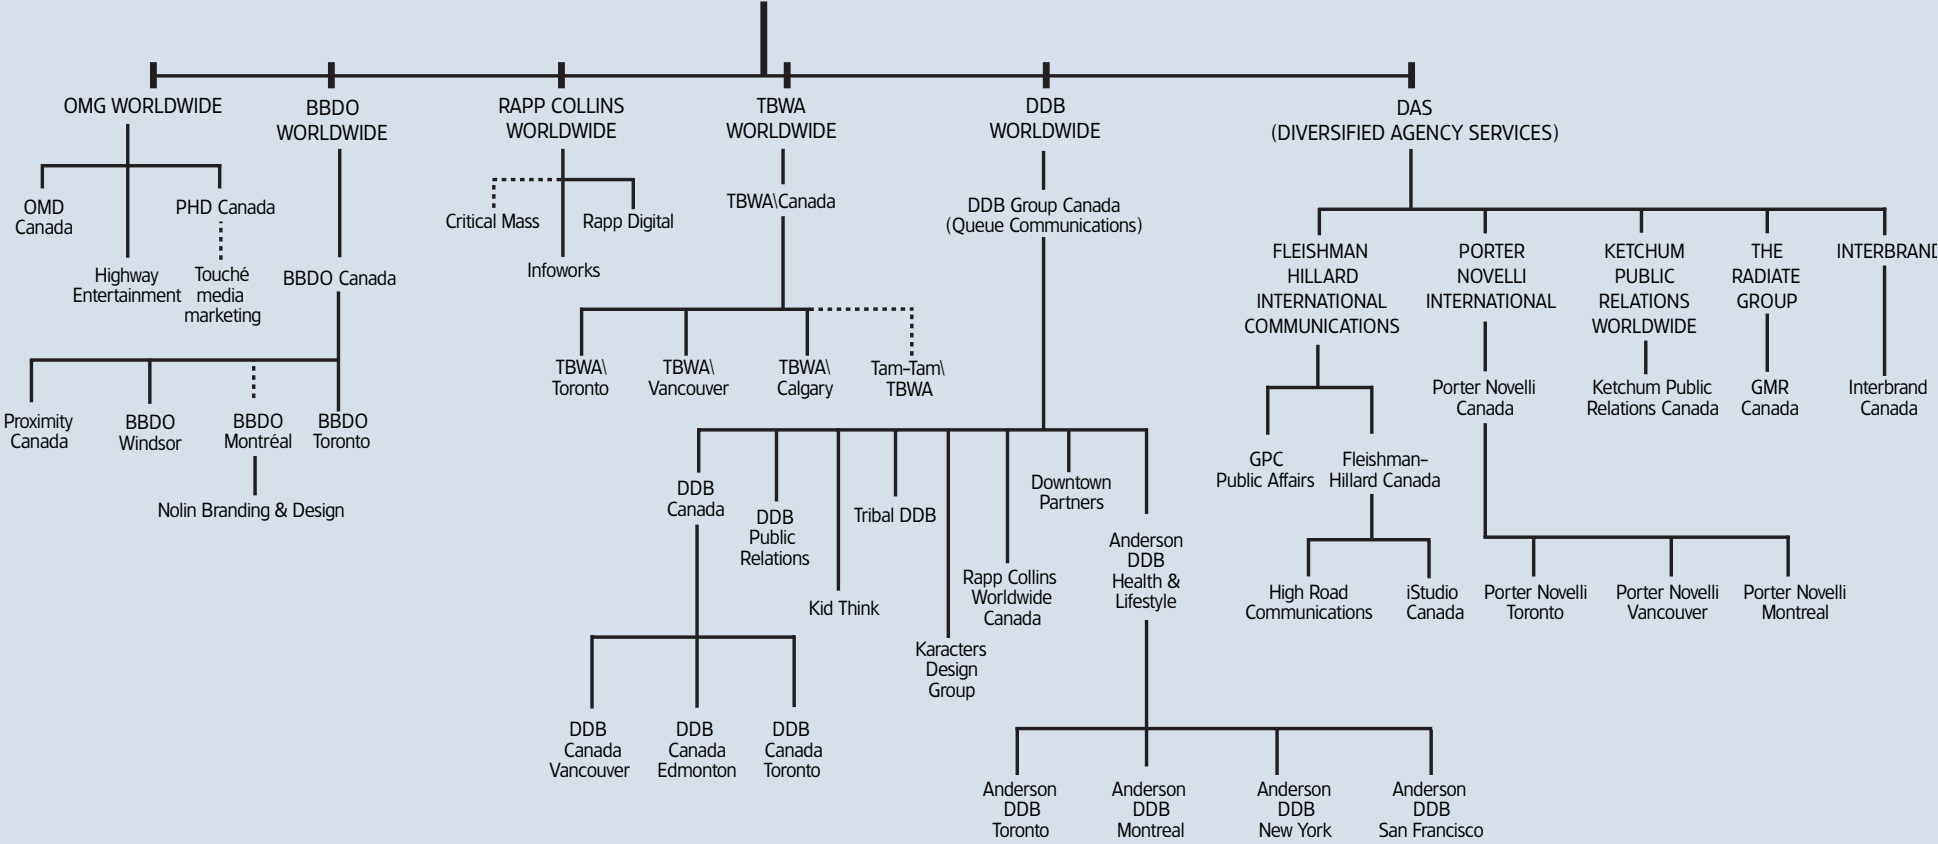 OMG WORLDWIDE
BBDO
WORLDWIDE
RAPP COLLINS
WORLDWIDE
TBWA
WORLDWIDE
DDB
WORLDWIDE
DAS
(DIVERSIFIED AGENCY SERVICES)
OMD
Canada
Highway
Entertainment
PHD Canada
Touché
media
marketing
BBDO Canada
Proximity
Canada
BBDO
Windsor
BBDO
Montréal
BBDO
Toronto
Nolin Branding & Design
Critical Mass
Infoworks
Rapp Digital
TBWA\Canada
TBWA\
Toronto
TBWA\
Vancouver
TBWA\
Calgary
Tam-Tam\
TBWA
DDB Group Canada
(Queue Communications)
DDB
Canada
DDB
Public
Relations
Kid Think
Tribal DDB
Karacters
Design
Group
Rapp Collins
Worldwide
Canada
Downtown
Partners
Anderson
DDB
Health &
Lifestyle
DDB
Canada
Vancouver
DDB
Canada
Edmonton
DDB
Canada
Toronto
Anderson
DDB
Toronto
Anderson
DDB
Montreal
Anderson
DDB
New York
Anderson
DDB
San Francisco
FLEISHMAN
HILLARD
INTERNATIONAL
COMMUNICATIONS
PORTER
NOVELLI
INTERNATIONAL
KETCHUM
PUBLIC
RELATIONS
WORLDWIDE
THE
RADIATE
GROUP
INTERBRAND
GPC
Public Affairs
Fleishman-
Hillard Canada
High Road
Communications
iStudio
Canada
Porter Novelli
Canada
Porter Novelli
Toronto
Porter Novelli
Vancouver
Porter Novelli
Montreal
Ketchum Public
Relations Canada
GMR
Canada
Interbrand
Canada